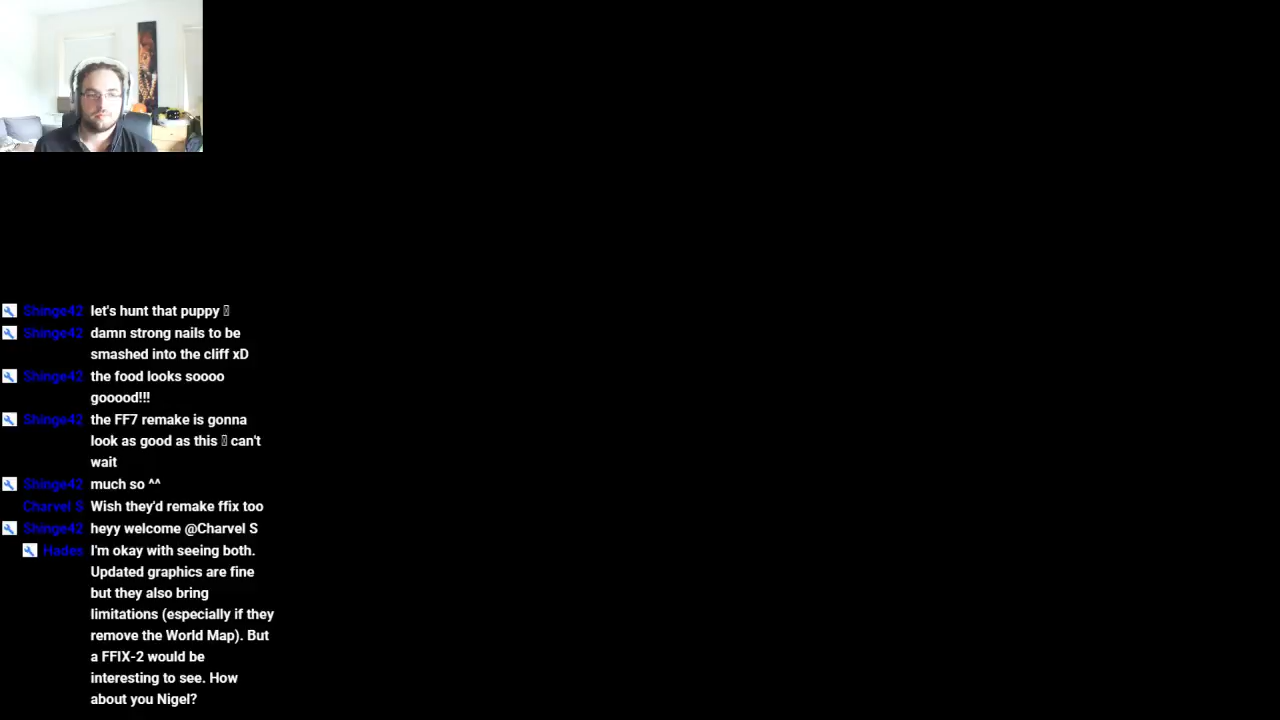 Shinge42 let's hunt that puppy
Shinge42 damn strong nails to be
smashed into the cliff xD
Shinge42 the food looks soooo
gooood!!!
Shinge42 the FF7 remake is gonna
look as good as this can't
wait
Shinge42 much so ^^
Charvel S Wish they'd remake ffix too
Shinge42 heyy welcome @Charvel S
Hades I'm okay with seeing both.
Updated graphics are fine
but they also bring
limitations (especially if they
remove the World Map). But
a FFIX-2 would be
interesting to see. How
about you Nigel?